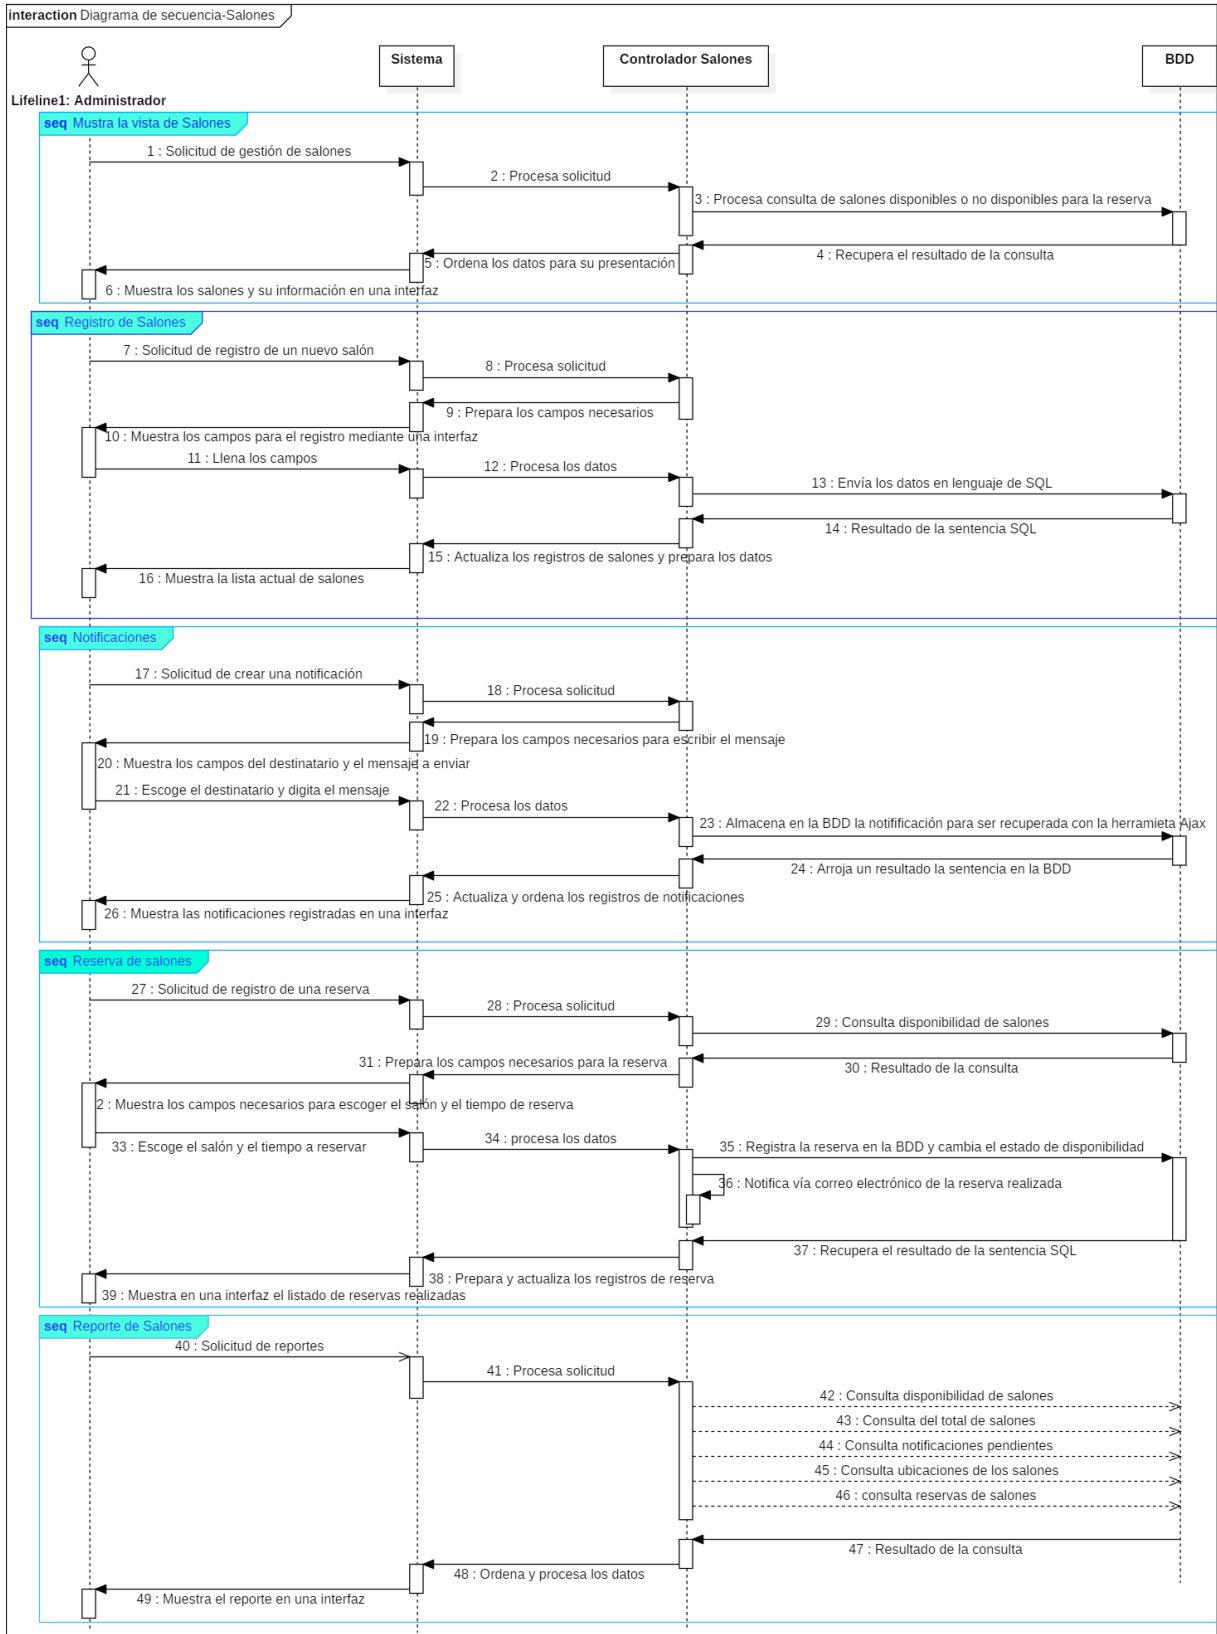 interaction Diagrama de secuencia-Salones
Sistema
Controlador Salones
BDD
Lifeline1: Administrador
seq Mustra la vista de Salones
1 : Solicitud de gestión de salones
2 : Procesa solicitud
3 : Procesa consulta de salones disponibles o no disponibles para la reserva
4 : Recupera el resultado de la consulta
5 : Ordena los datos para su presentación
6 : Muestra los salones y su información en una interfaz
seq Registro de Salones
7 : Solicitud de registro de un nuevo salón
8 : Procesa solicitud
9 : Prepara los campos necesarios
10 : Muestra los campos para el registro mediante una interfaz
11 : Llena los campos
12 : Procesa los datos
13 : Envía los datos en lenguaje de SQL
14 : Resultado de la sentencia SQL
15 : Actualiza los registros de salones y prepara los datos
16 : Muestra la lista actual de salones
seq Notificaciones
17 : Solicitud de crear una notificación
18 : Procesa solicitud
19 : Prepara los campos necesarios para escribir el mensaje
20 : Muestra los campos del destinatario y el mensaje a enviar
21 : Escoge el destinatario y digita el mensaje
22 : Procesa los datos
23 : Almacena en la BDD la notifificación para ser recuperada con la herramieta Ajax
24 : Arroja un resultado la sentencia en la BDD
25 : Actualiza y ordena los registros de notificaciones
26 : Muestra las notificaciones registradas en una interfaz
seq Reserva de salones
27 : Solicitud de registro de una reserva
28 : Procesa solicitud
29 : Consulta disponibilidad de salones
30 : Resultado de la consulta
31 : Prepara los campos necesarios para la reserva
2 : Muestra los campos necesarios para escoger el salón y el tiempo de reserva
33 : Escoge el salón y el tiempo a reservar
34 : procesa los datos
35 : Registra la reserva en la BDD y cambia el estado de disponibilidad
36 : Notifica vía correo electrónico de la reserva realizada
37 : Recupera el resultado de la sentencia SQL
38 : Prepara y actualiza los registros de reserva
39 : Muestra en una interfaz el listado de reservas realizadas
seq Reporte de Salones
40 : Solicitud de reportes
41 : Procesa solicitud
42 : Consulta disponibilidad de salones
43 : Consulta del total de salones
44 : Consulta notificaciones pendientes
45 : Consulta ubicaciones de los salones
46 : consulta reservas de salones
47 : Resultado de la consulta
48 : Ordena y procesa los datos
49 : Muestra el reporte en una interfaz